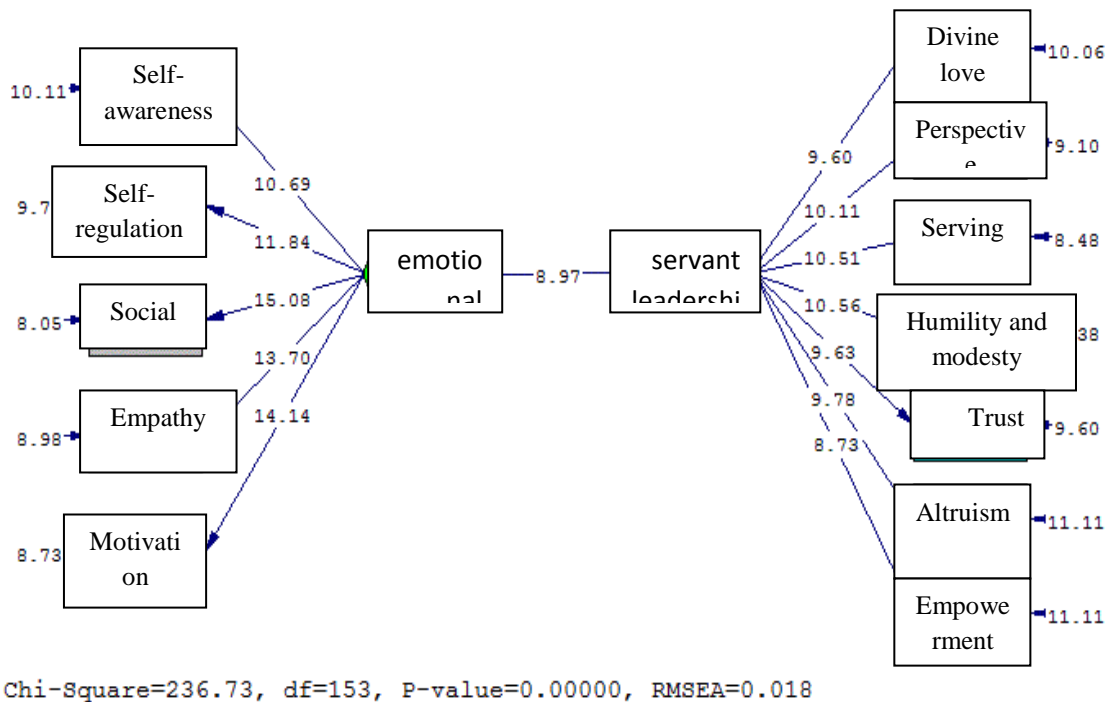 Self-
awareness
10.11
10.69
Self-
regulation
9.7
11.84
Social
8.05
15.08
Empathy
8.98
13.70
Motivati
on
8.73
14.14
emotio
nal
8.97
servant
leadershi
Divine
love
10.06
9.60
Perspectiv
e
9.10
10.11
Serving
8.48
10.51
Humility and
modesty
38
10.56
Trust
9.60
9.63
Altruism
11.11
9.78
Empowe
rment
11.11
8.73
Chi-Square=236.73, df=153, P-value=0.00000, RMSEA=0.018